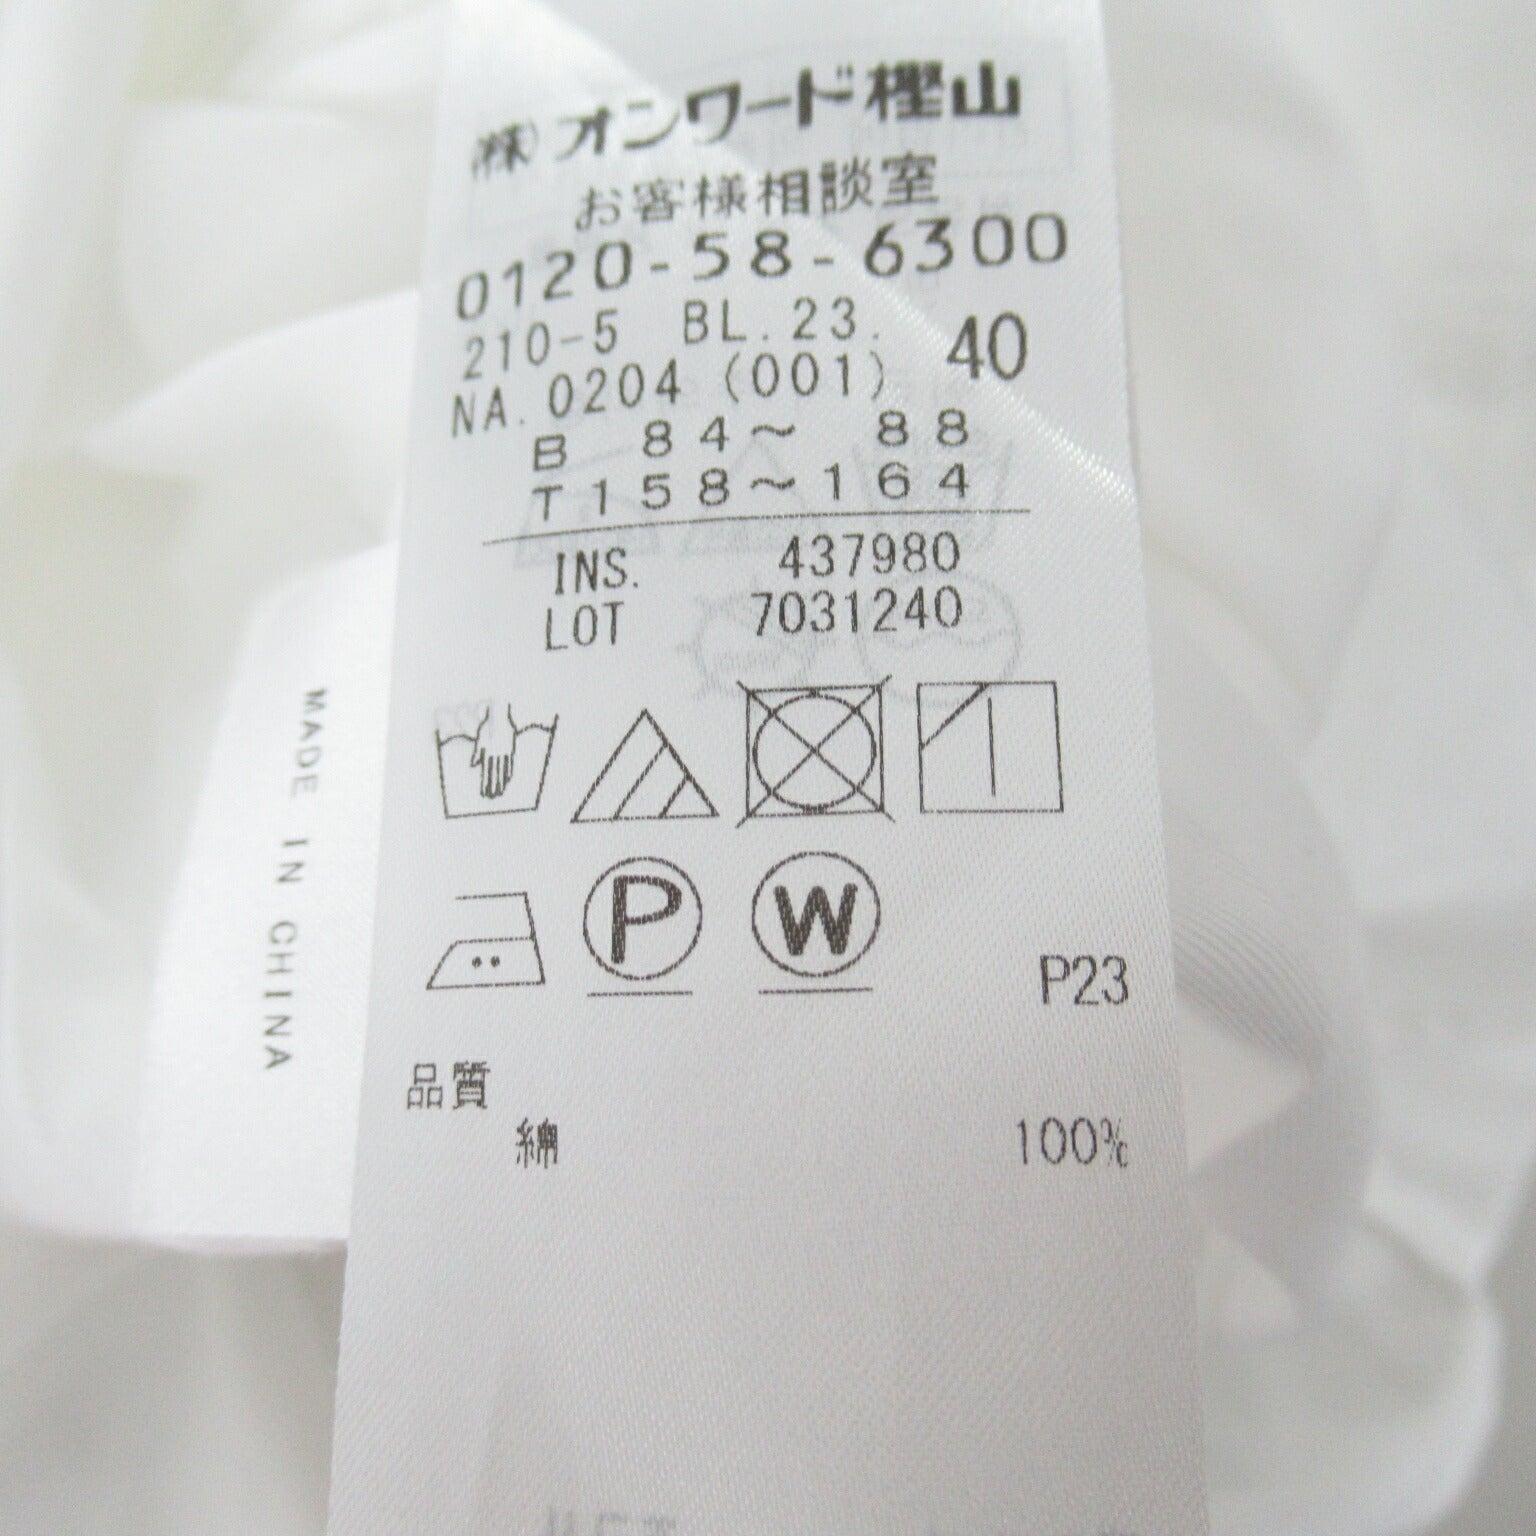 ㈱オンワード樫山
お客様相談室
0120-58-6300
210-5 BL.23. 40
NA.0204 (001)
B 84～ 88
T158～164
INS. 437980
LOT 7031240
P
W
P23
品質
綿 100%
MADE IN CHINA